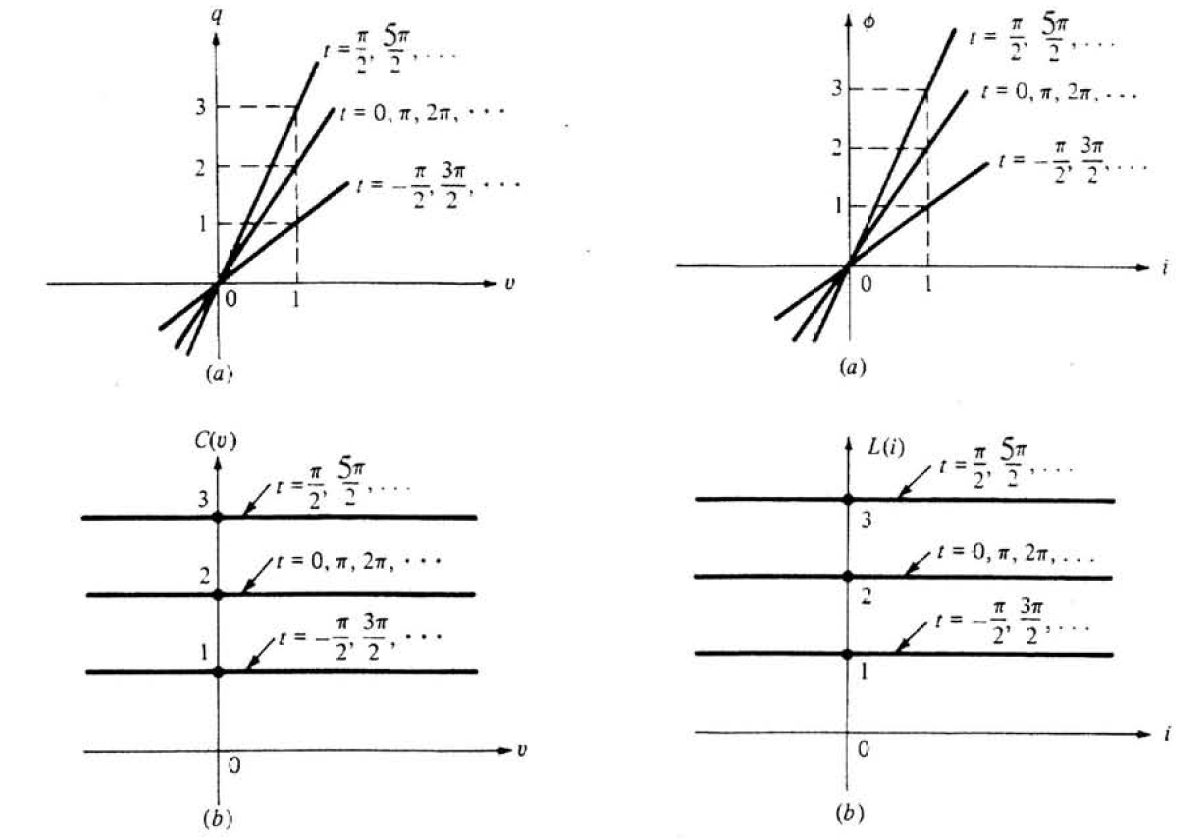 q
t = π/2, 5π/2, ...
3
t = 0, π, 2π, ···
2
t = −π/2, 3π/2, ···
1
0
1
υ
(a)
ϕ
t = π/2, 5π/2, ...
3
t = 0, π, 2π, ...
2
t = −π/2, 3π/2, ...
1
0
1
i
(a)
C(υ)
t = π/2, 5π/2, ...
3
t = 0, π, 2π, ···
2
t = −π/2, 3π/2, ···
1
υ
0
(b)
L(i)
t = π/2, 5π/2, ...
3
t = 0, π, 2π, ...
2
t = −π/2, 3π/2, ...
1
i
0
(b)